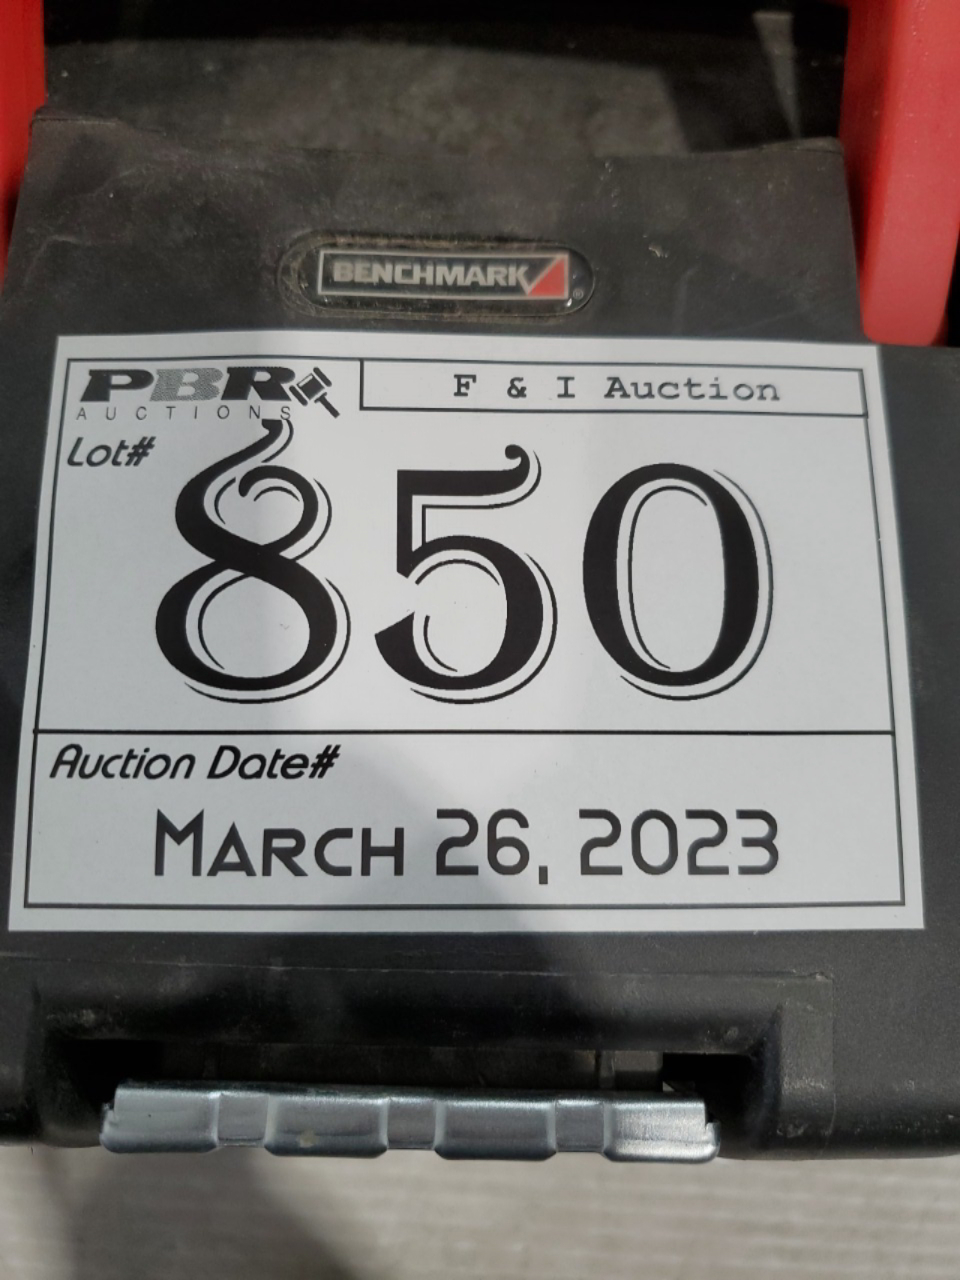 BENCHMARK®
PBR
AUCTIONS
F & I Auction
Lot#
850
Auction Date#
MARCH 26, 2023